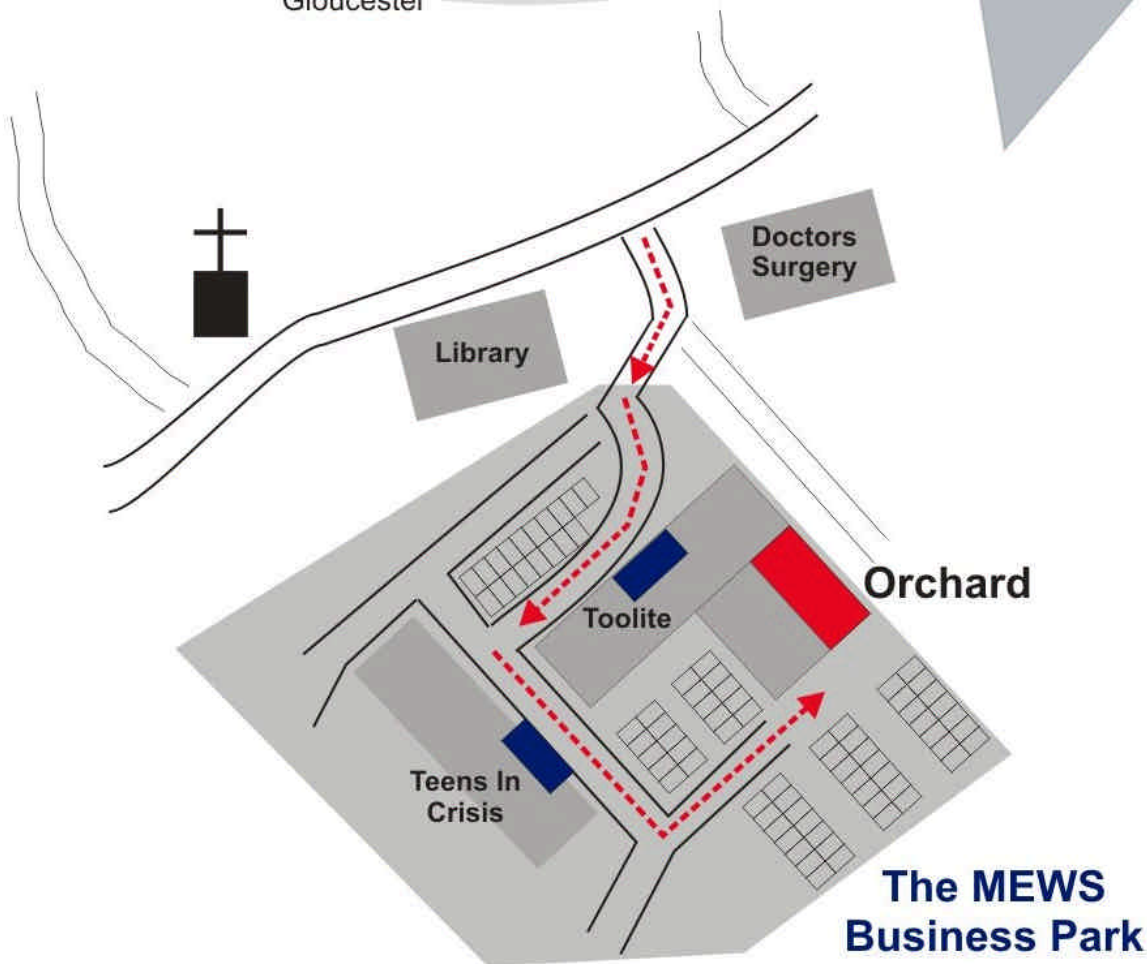 Gloucester
Doctors
Surgery
Library
Orchard
Toolite
Teens In
Crisis
The MEWS
Business Park